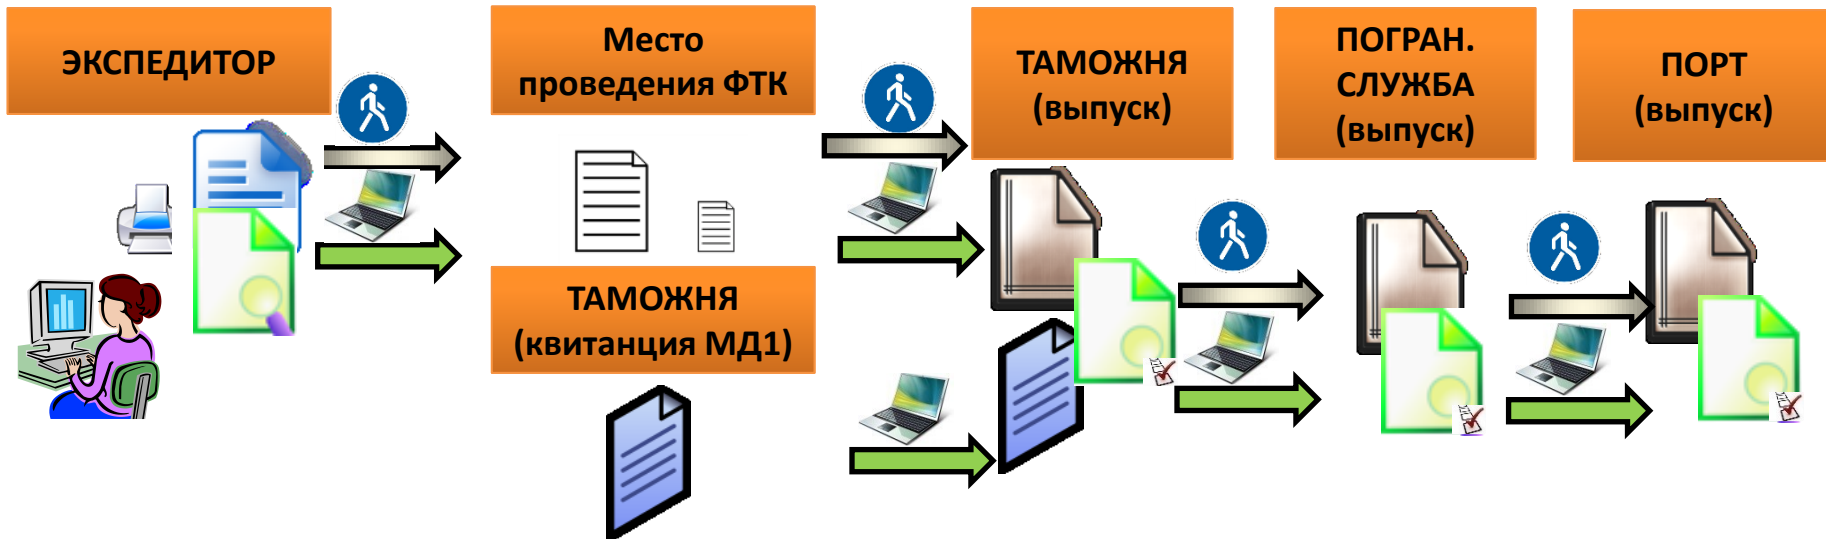 ЭКСПЕДИТОР
Место
проведения ФТК
ТАМОЖНЯ
(квитанция МД1)
ТАМОЖНЯ
(выпуск)
ПОГРАН.
СЛУЖБА
(выпуск)
ПОРТ
(выпуск)